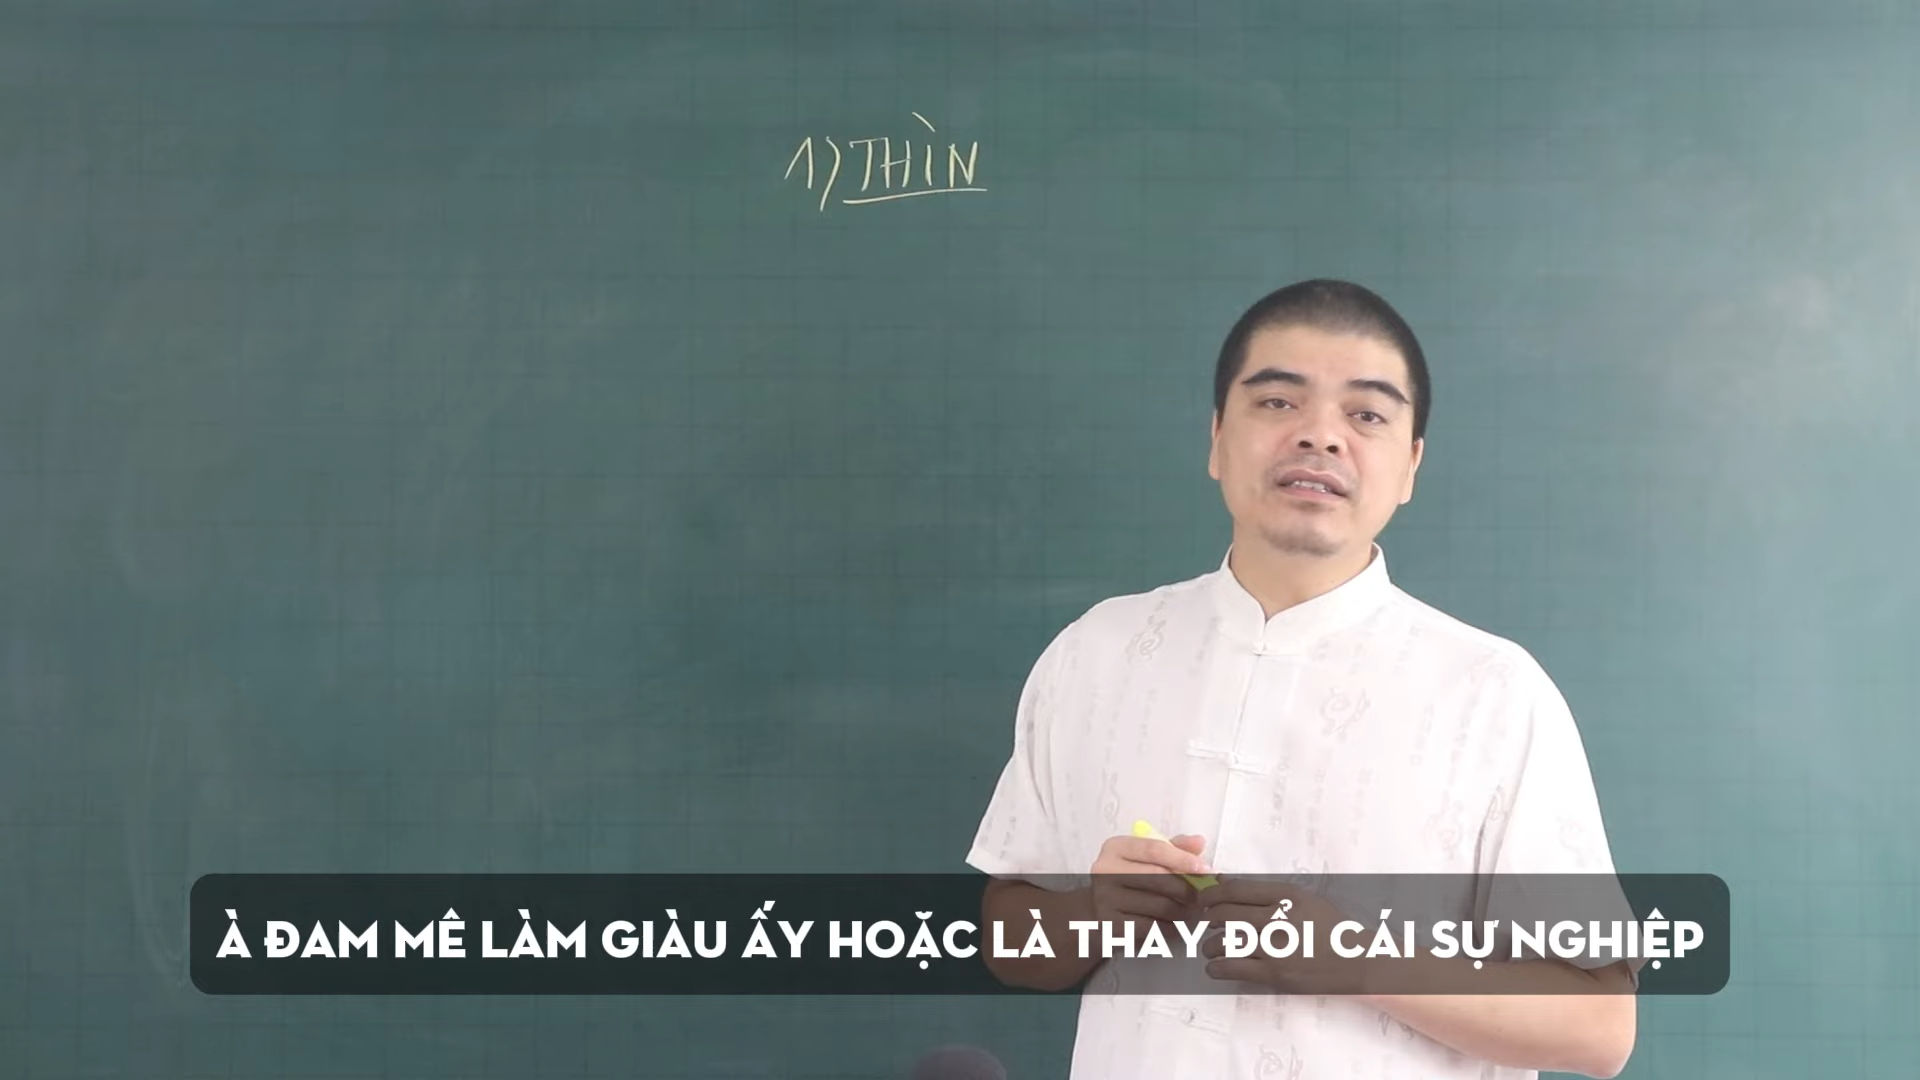 1) THÌN
À ĐAM MÊ LÀM GIÀU ẤY HOẶC LÀ THAY ĐỔI CÁI SỰ NGHIỆP